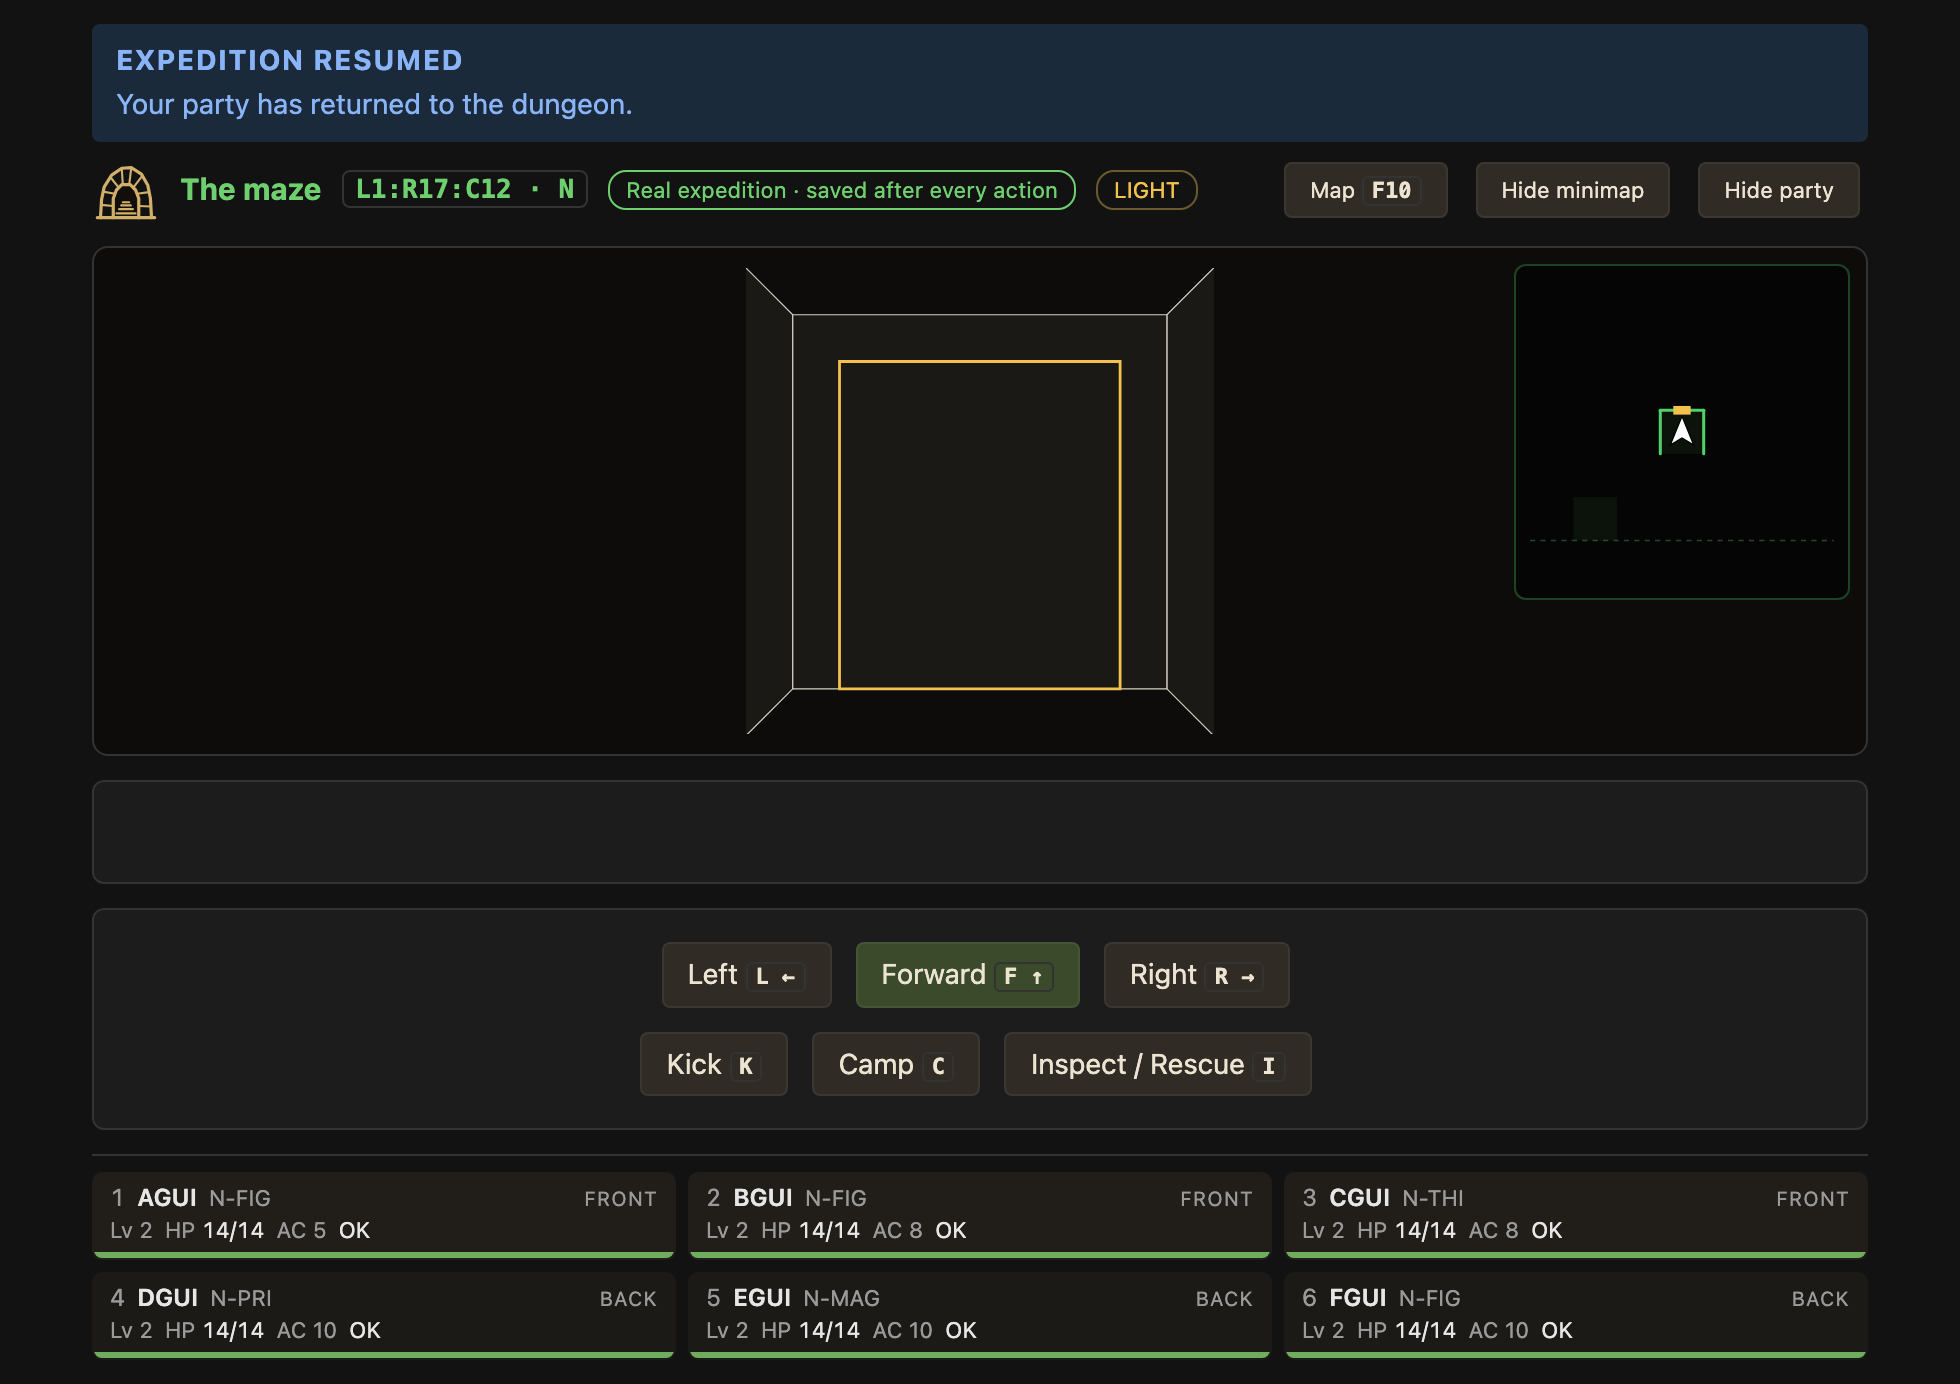 EXPEDITION RESUMED
Your party has returned to the dungeon.
The maze L1:R17:C12 · N Real expedition · saved after every action LIGHT Map F10 Hide minimap Hide party
Left L ← Forward F ↑ Right R →
Kick K Camp C Inspect / Rescue I
1 AGUI N-FIG FRONT
Lv 2 HP 14/14 AC 5 OK
2 BGUI N-FIG FRONT
Lv 2 HP 14/14 AC 8 OK
3 CGUI N-THI FRONT
Lv 2 HP 14/14 AC 8 OK
4 DGUI N-PRI BACK
Lv 2 HP 14/14 AC 10 OK
5 EGUI N-MAG BACK
Lv 2 HP 14/14 AC 10 OK
6 FGUI N-FIG BACK
Lv 2 HP 14/14 AC 10 OK